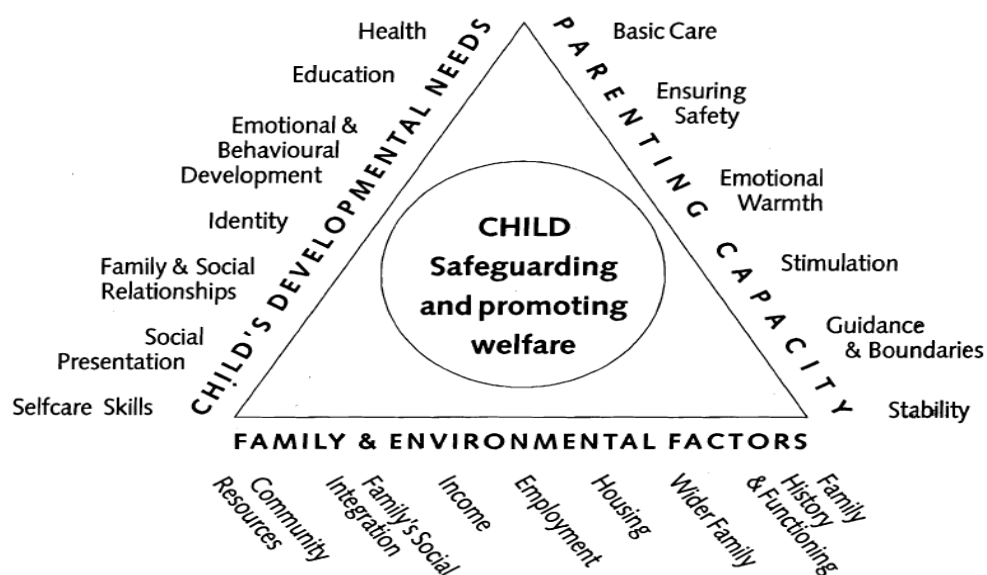 Health
Education
Emotional &
Behavioural
Development
Identity
Family & Social
Relationships
Social
Presentation
Selfcare Skills
CHILD'S DEVELOPMENTAL NEEDS
CHILD
Safeguarding
and promoting
welfare
PARENTING CAPACITY
Basic Care
Ensuring
Safety
Emotional
Warmth
Stimulation
Guidance
& Boundaries
Stability
FAMILY & ENVIRONMENTAL FACTORS
Community
Resources
Family's Social
Integration
Income
Employment
Housing
Wider Family
Family
History
& Functioning